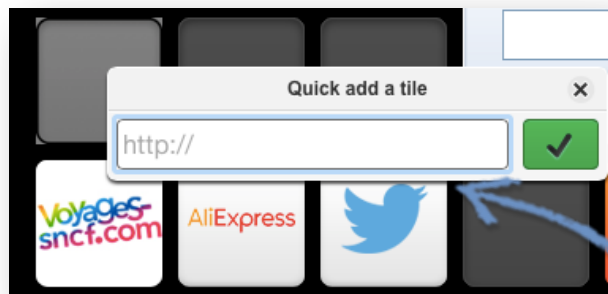 Quick add a tile
http://
Voyages-
sncf.com
AliExpress